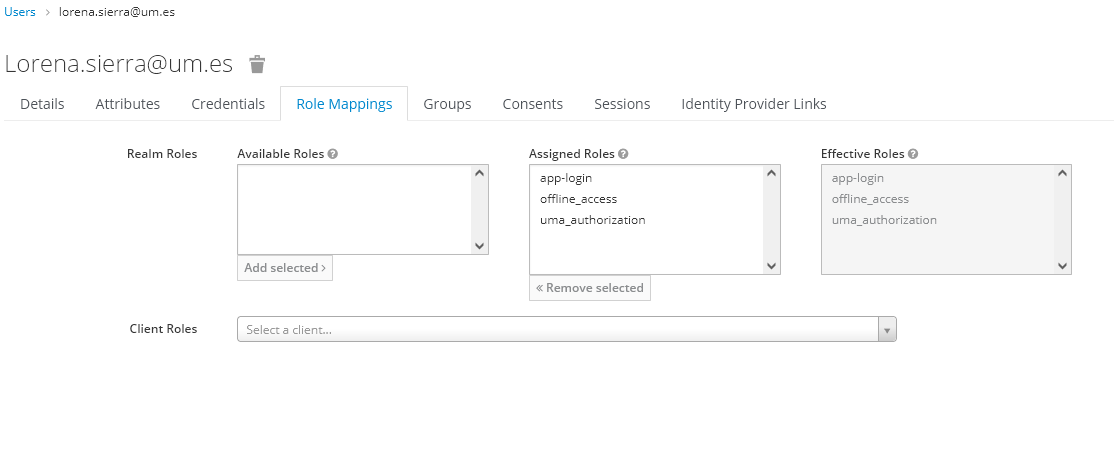 Users > lorena.sierra@um.es
Lorena.sierra@um.es
Details Attributes Credentials Role Mappings Groups Consents Sessions Identity Provider Links
Realm Roles Available Roles ? Assigned Roles ? Effective Roles ?
app-login app-login
offline_access offline_access
uma_authorization uma_authorization
Add selected >
« Remove selected
Client Roles Select a client...